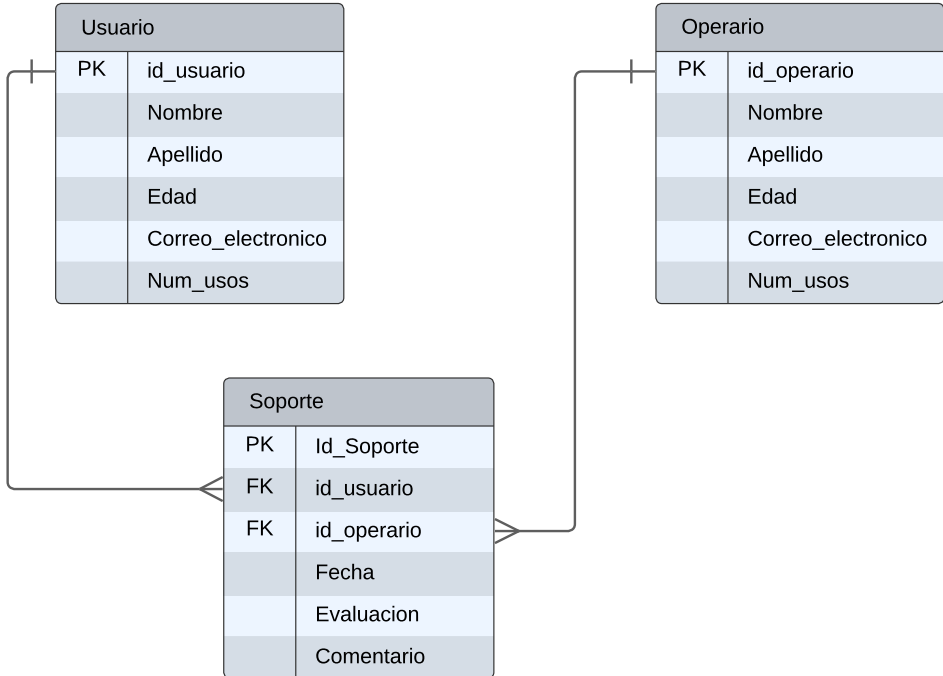 Usuario
PK id_usuario
Nombre
Apellido
Edad
Correo_electronico
Num_usos
Operario
PK id_operario
Nombre
Apellido
Edad
Correo_electronico
Num_usos
Soporte
PK Id_Soporte
FK id_usuario
FK id_operario
Fecha
Evaluacion
Comentario